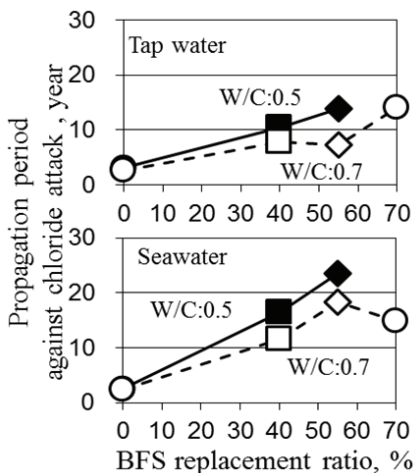 Propagation period
against chloride attack , year
30
Tap water
20
W/C:0.5
10
W/C:0.7
0
0 10 20 30 40 50 60 70
30
Seawater
20
W/C:0.5
10
W/C:0.7
0
0 10 20 30 40 50 60 70
BFS replacement ratio, %